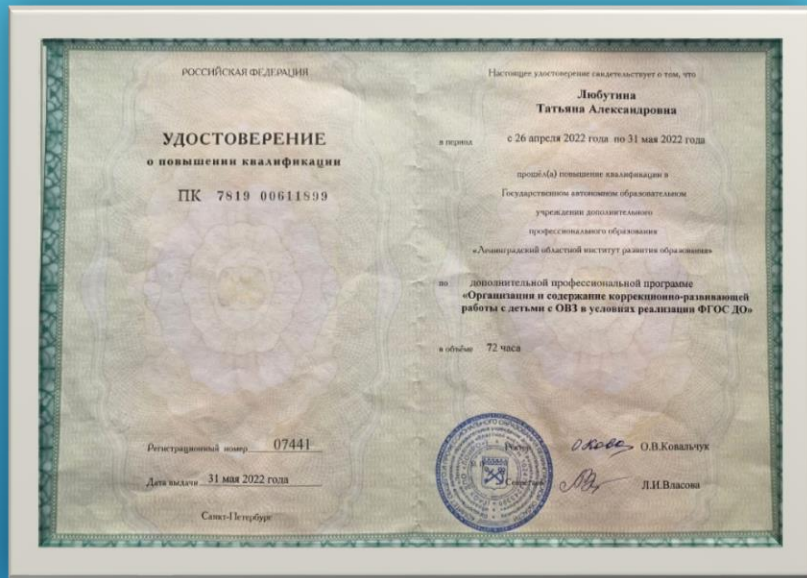 РОССИЙСКАЯ ФЕДЕРАЦИЯ
УДОСТОВЕРЕНИЕ
о повышении квалификации
ПК 7819 00611899
Регистрационный номер 07441
Дата выдачи 31 мая 2022 года
Санкт-Петербург
Настоящее удостоверение свидетельствует о том, что
Любутина
Татьяна Александровна
в период с 26 апреля 2022 года по 31 мая 2022 года
прошёл(а) повышение квалификации в
Государственном автономном образовательном
учреждении дополнительного
профессионального образования
«Ленинградский областной институт развития образования»
по дополнительной профессиональной программе
«Организация и содержание коррекционно-развивающей
работы с детьми с ОВЗ в условиях реализации ФГОС ДО»
в объёме 72 часа
Ректор О.В.Ковальчук
Секретарь Л.И.Власова